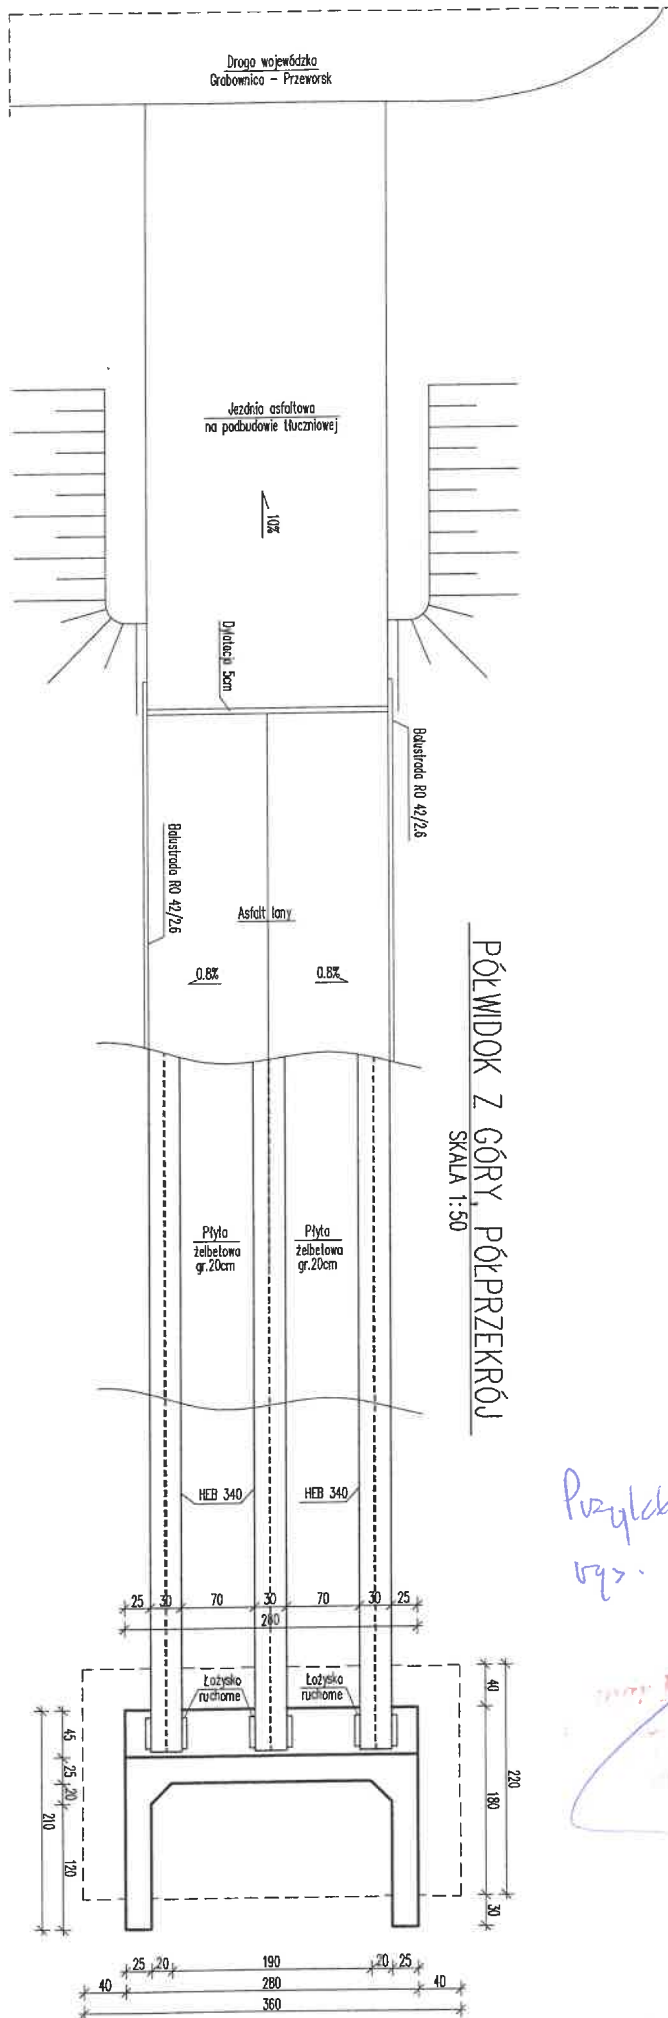 Droga wojewódzka
Grabownica - Przeworsk
Jezdnia asfaltowa
na podbudowie tłuczniowej
10%
Dylatacja 5cm
Balustrada RO 42/2.6
Balustrada RO 42/2.6
Asfalt lany
0.8%
0.8%
PÓŁWIDOK Z GÓRY, PÓŁPRZEKRÓJ
SKALA 1:50
Płyta
żelbetowa
gr.20cm
Płyta
żelbetowa
gr.20cm
HEB 340
HEB 340
25 30 70 30 70 30 25
280
Łożysko
ruchome
Łożysko
ruchome
40
180
30
220
45
25
20
120
210
25 20 190 20 25
40 280 40
360